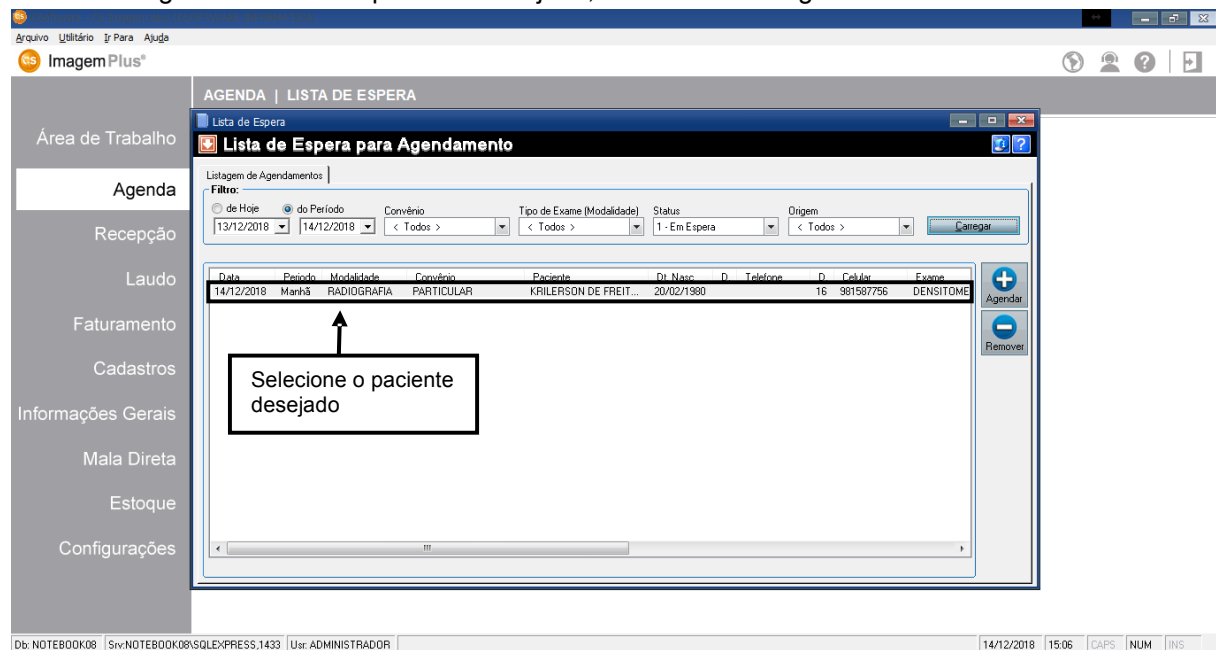 Arquivo Utilitário Ir Para Ajuda
CS ImagemPlus®
AGENDA | LISTA DE ESPERA
Área de Trabalho
Agenda
Recepção
Laudo
Faturamento
Cadastros
Informações Gerais
Mala Direta
Estoque
Configurações
Lista de Espera
Lista de Espera para Agendamento
Listagem de Agendamentos
Filtro:
de Hoje do Período Convênio Tipo de Exame (Modalidade) Status Origem
13/12/2018 14/12/2018 < Todos > < Todos > 1 - Em Espera < Todos > Carregar
Data Periodo Modalidade Convênio Paciente Dt. Nasc. D. Telefone D. Celular Exame
14/12/2018 Manhã RADIOGRAFIA PARTICULAR KRILERSON DE FREIT... 20/02/1980 16 981587756 DENSITOME
Agendar
Remover
Selecione o paciente
desejado
Db: NOTEBOOK08 Srv:NOTEBOOK08\SQLEXPRESS,1433 Usr: ADMINISTRADOR 14/12/2018 15:06 CAPS NUM INS